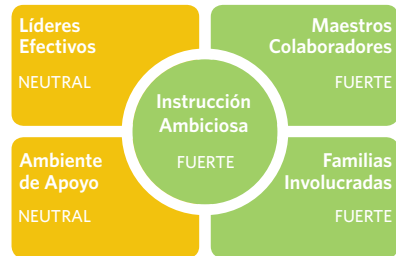 Líderes
Efectivos
NEUTRAL
Maestros
Colaboradores
FUERTE
Instrucción
Ambiciosa
FUERTE
Ambiente
de Apoyo
NEUTRAL
Familias
Involucradas
FUERTE